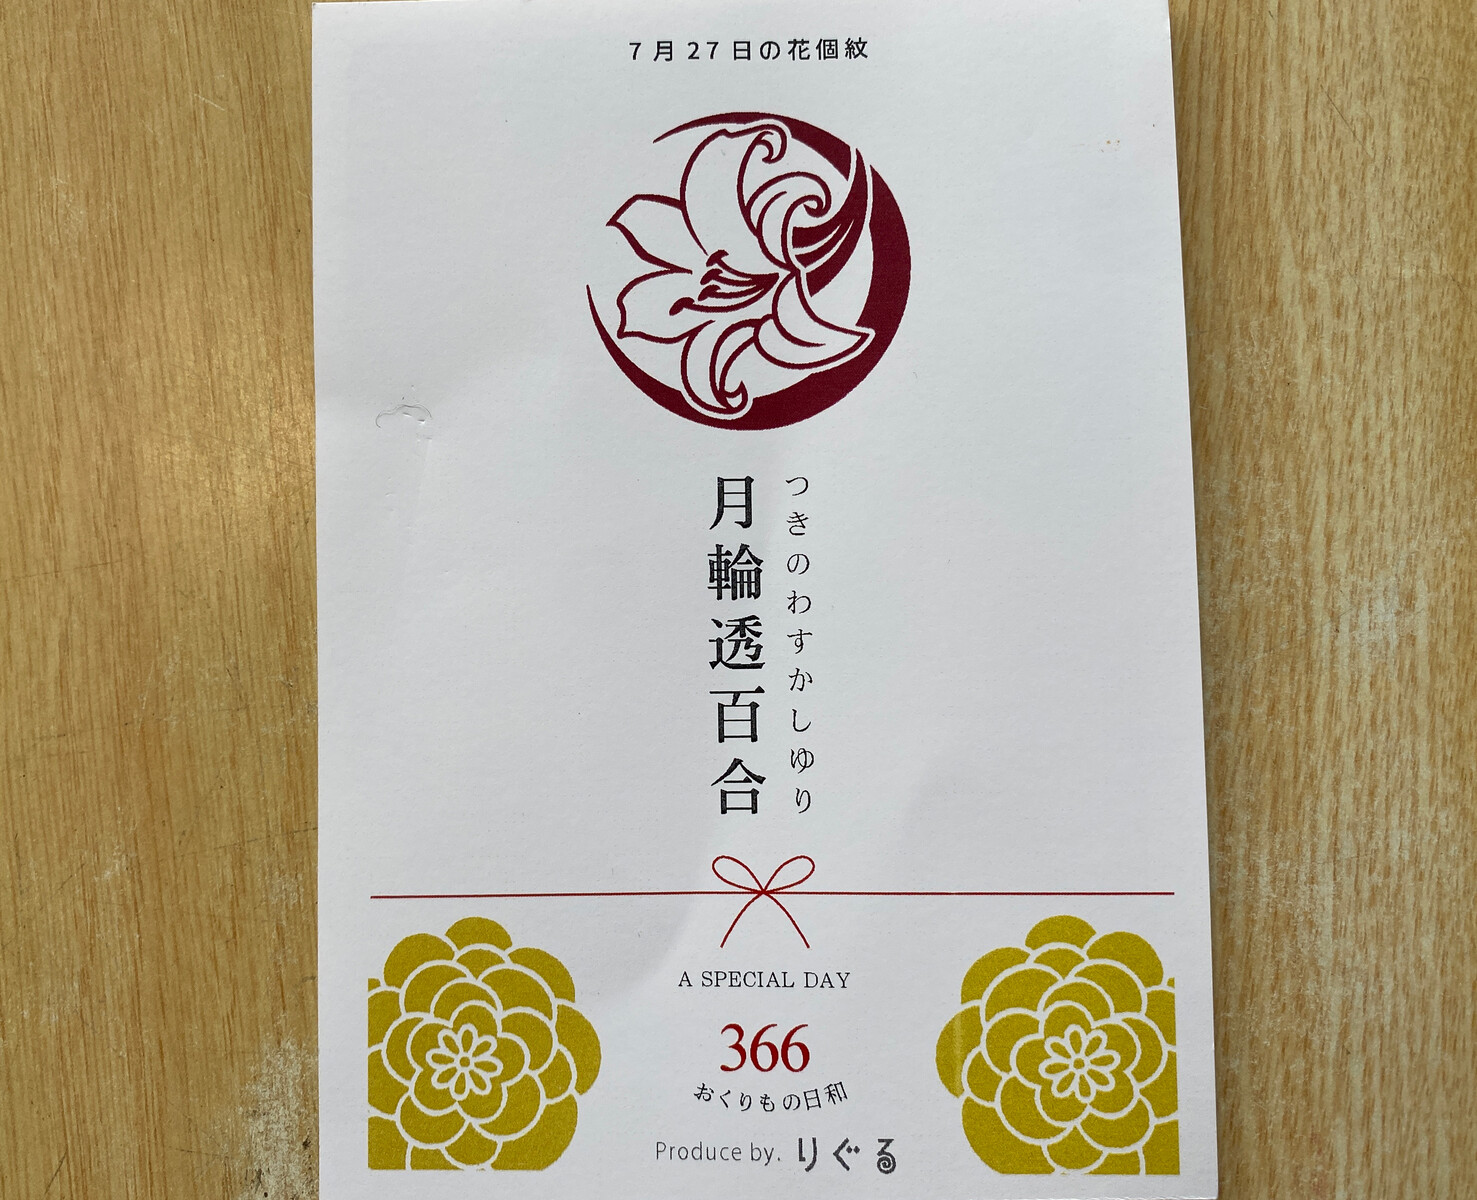 7月27日の花個紋
月輪透百合
つきのわすかしゆり
A SPECIAL DAY
366
おくりもの日和
Produce by. りぐる